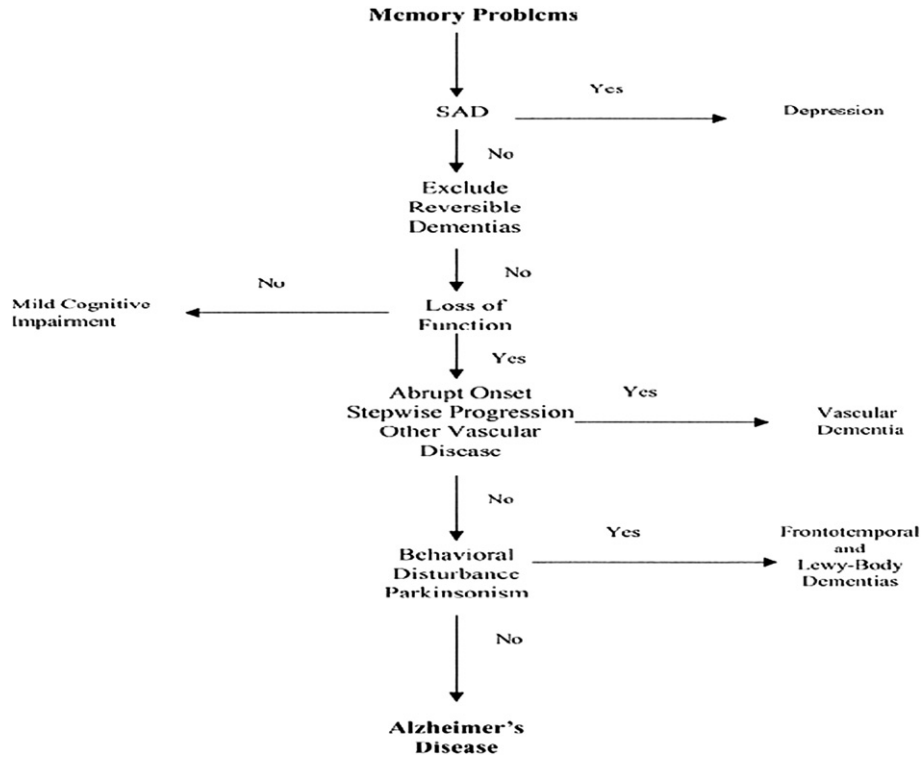 Memory Problems
SAD
Yes
Depression
No
Exclude
Reversible
Dementias
No
Loss of
Function
No
Mild Cognitive
Impairment
Yes
Abrupt Onset
Stepwise Progression
Other Vascular
Disease
Yes
Vascular
Dementia
No
Behavioral
Disturbance
Parkinsonism
Yes
Frontotemporal
and
Lewy-Body
Dementias
No
Alzheimer's
Disease